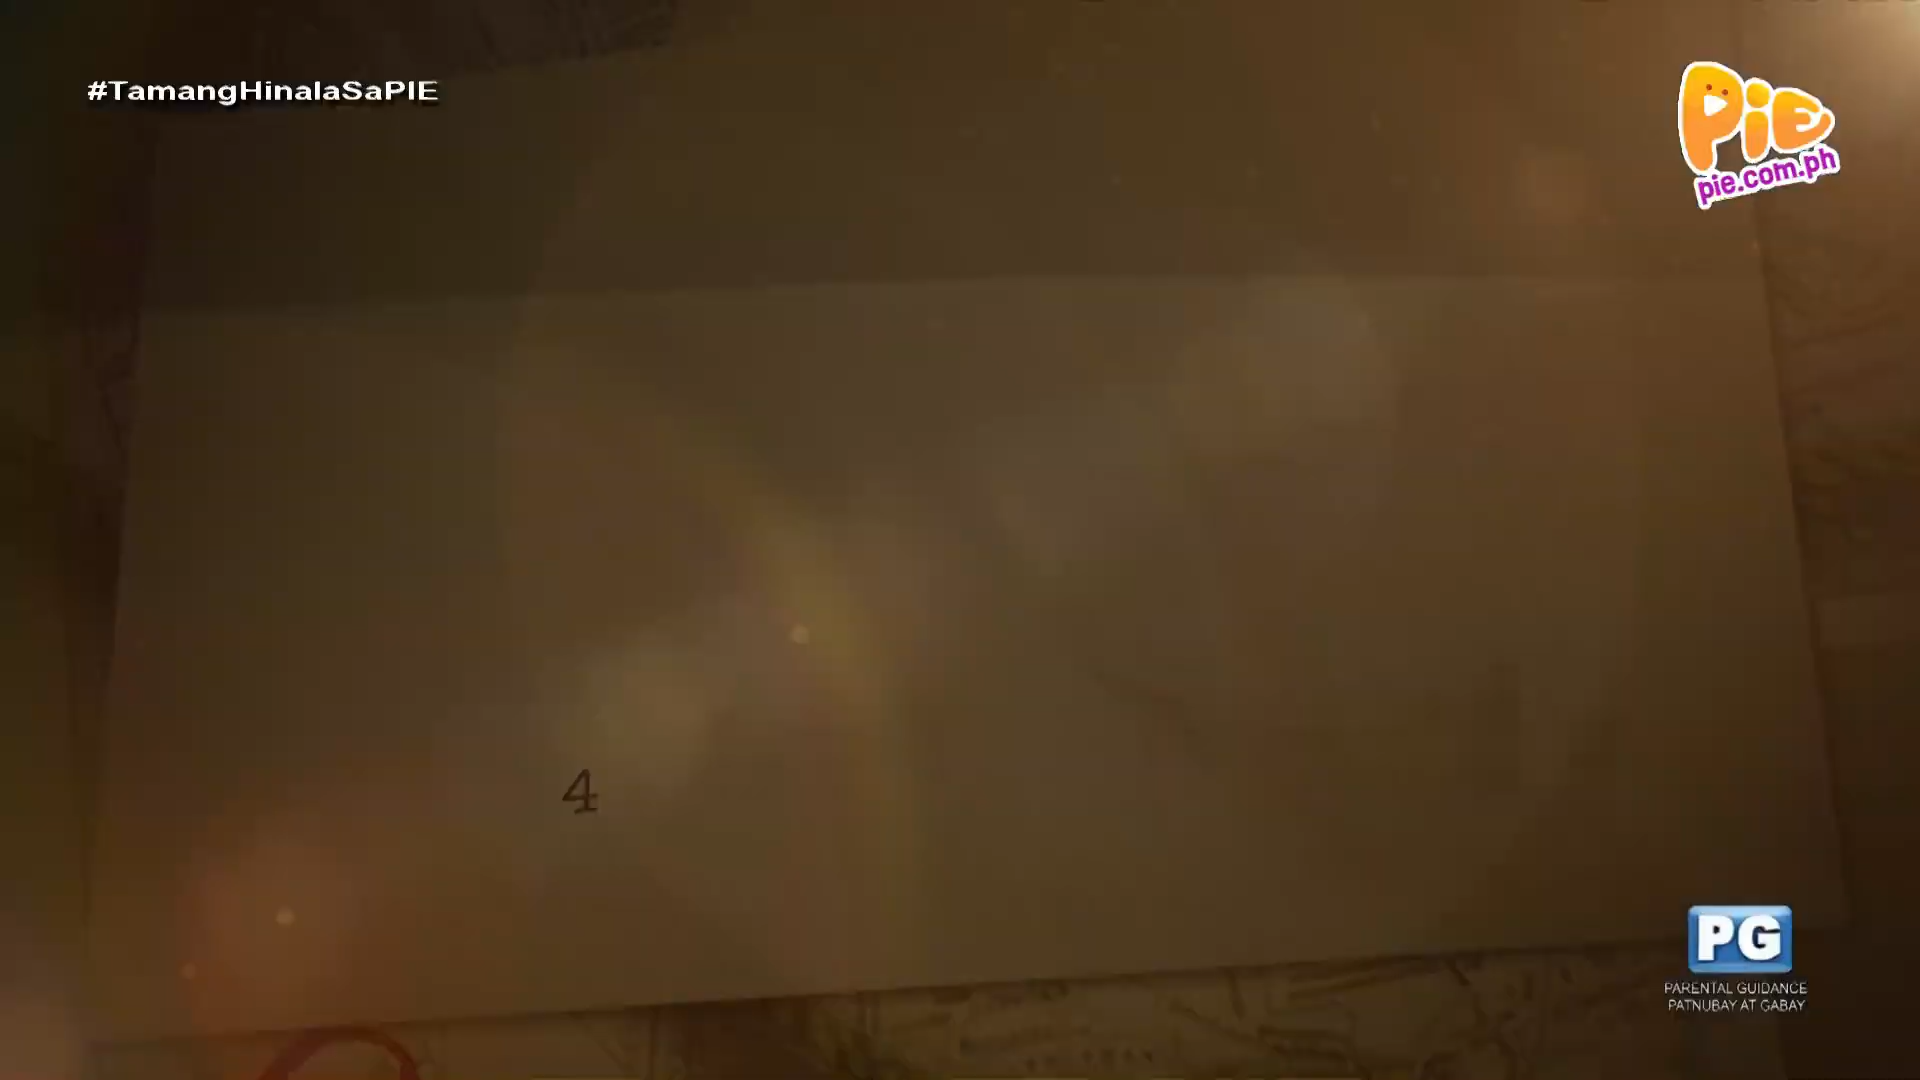 #TamangHinalaSaPIE
PiE
pie.com.ph
4
PG
PARENTAL GUIDANCE
PATNUBAY AT GABAY